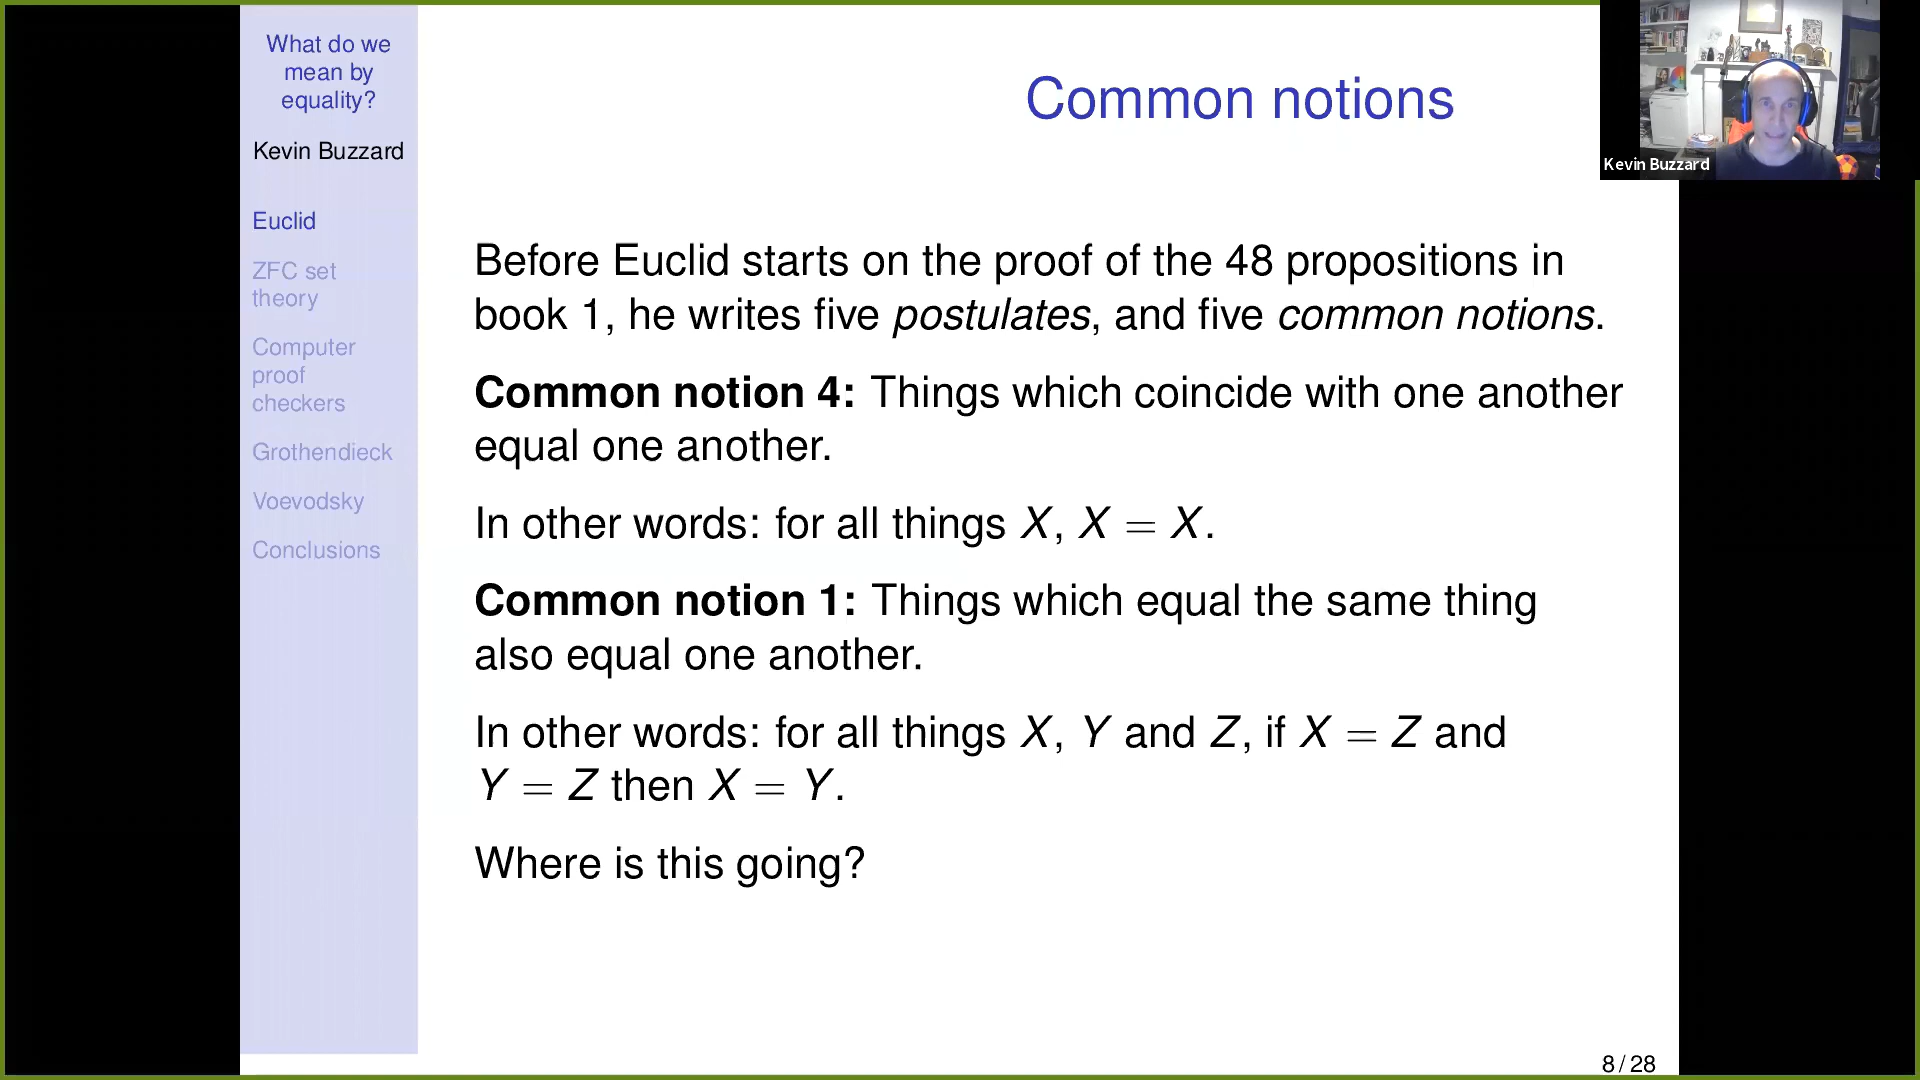 What do we
mean by
equality?
Kevin Buzzard
Euclid
ZFC set
theory
Computer
proof
checkers
Grothendieck
Voevodsky
Conclusions
Common notions
Before Euclid starts on the proof of the 48 propositions in
book 1, he writes five postulates, and five common notions.
Common notion 4: Things which coincide with one another
equal one another.
In other words: for all things X, X = X.
Common notion 1: Things which equal the same thing
also equal one another.
In other words: for all things X, Y and Z, if X = Z and
Y = Z then X = Y.
Where is this going?
8 / 28
Kevin Buzzard